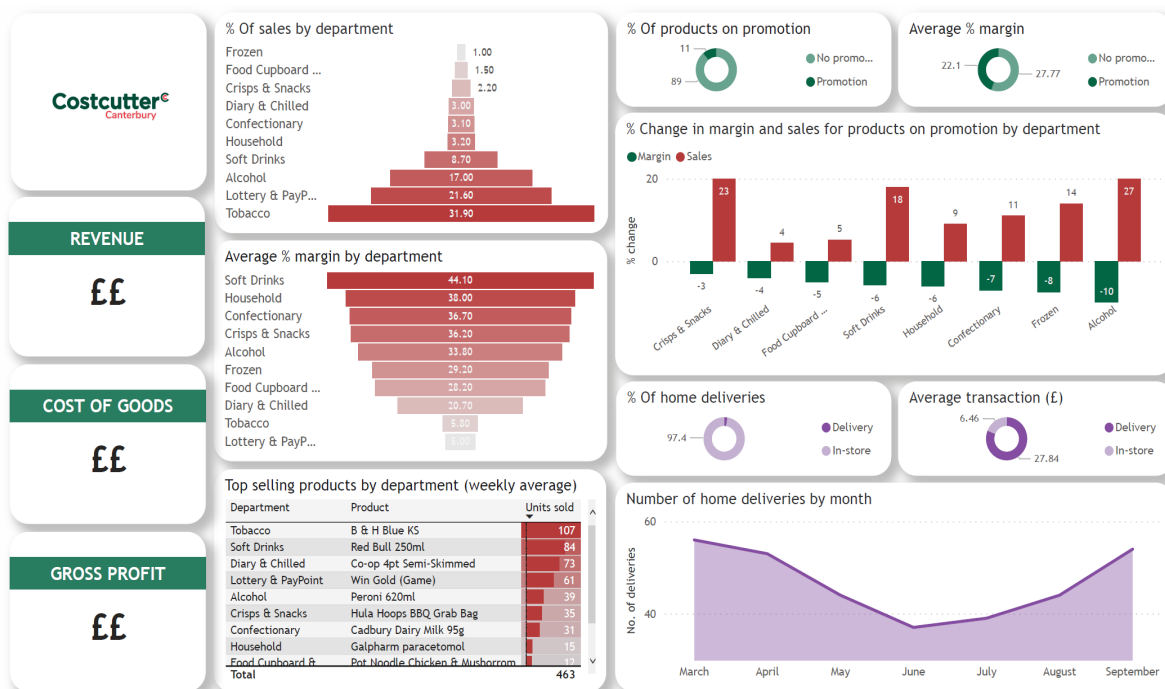 Costcutter
Canterbury
REVENUE
££
COST OF GOODS
££
GROSS PROFIT
££
% Of sales by department
Frozen 1.00
Food Cupboard ... 1.50
Crisps & Snacks 2.20
Diary & Chilled 3.00
Confectionary 3.10
Household 3.20
Soft Drinks 8.70
Alcohol 17.00
Lottery & PayP... 21.60
Tobacco 31.90
Average % margin by department
Soft Drinks 44.10
Household 38.00
Confectionary 36.70
Crisps & Snacks 36.20
Alcohol 33.80
Frozen 29.20
Food Cupboard ... 28.20
Diary & Chilled 20.70
Tobacco 5.80
Lottery & PayP... 5.00
Top selling products by department (weekly average)
Department Product Units sold
Tobacco B & H Blue KS 107
Soft Drinks Red Bull 250ml 84
Diary & Chilled Co-op 4pt Semi-Skimmed 73
Lottery & PayPoint Win Gold (Game) 61
Alcohol Peroni 620ml 39
Crisps & Snacks Hula Hoops BBQ Grab Bag 35
Confectionary Cadbury Dairy Milk 95g 31
Household Galpharm paracetomol 15
Food Cupboard & Pot Noodle Chicken & Mushorrom 12
Total 463
% Of products on promotion
11
89
No promo...
Promotion
Average % margin
22.1
27.77
No promo...
Promotion
% Change in margin and sales for products on promotion by department
Margin Sales
% change
20
0
23 4 5 18 9 11 14 27
-3 -4 -5 -6 -6 -7 -8 -10
Crisps & Snacks Diary & Chilled Food Cupboard ... Soft Drinks Household Confectionary Frozen Alcohol
% Of home deliveries
97.4
Delivery
In-store
Average transaction (£)
6.46
27.84
Delivery
In-store
Number of home deliveries by month
No. of deliveries
60
40
March April May June July August September